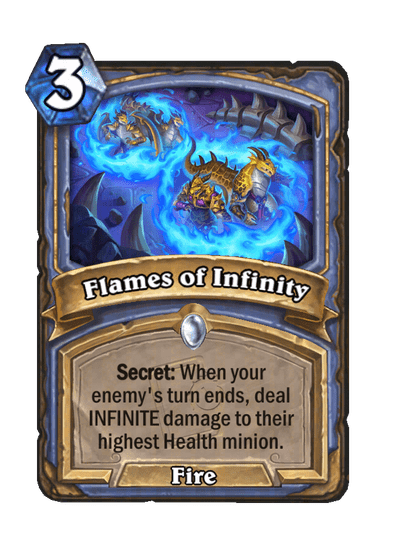 3
Flames of Infinity
Secret: When your
enemy's turn ends, deal
INFINITE damage to their
highest Health minion.
Fire